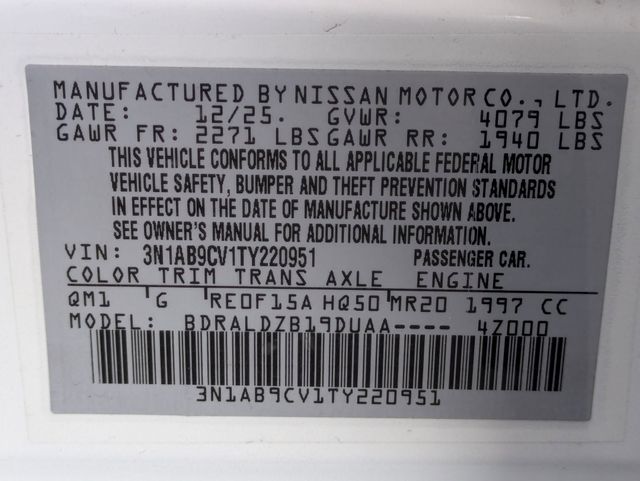 MANUFACTURED BY NISSAN MOTOR CO., LTD.
DATE: 12/25. GVWR: 4079 LBS
GAWR FR: 2271 LBS GAWR RR: 1940 LBS
THIS VEHICLE CONFORMS TO ALL APPLICABLE FEDERAL MOTOR
VEHICLE SAFETY, BUMPER AND THEFT PREVENTION STANDARDS
IN EFFECT ON THE DATE OF MANUFACTURE SHOWN ABOVE.
SEE OWNER'S MANUAL FOR ADDITIONAL INFORMATION.
VIN: 3N1AB9CV1TY220951 PASSENGER CAR.
COLOR TRIM TRANS AXLE ENGINE
QM1 G RE0F15A HQ50 MR20 1997 CC
MODEL: BDRALDZB19DUAA---- 4Z000
3N1AB9CV1TY220951